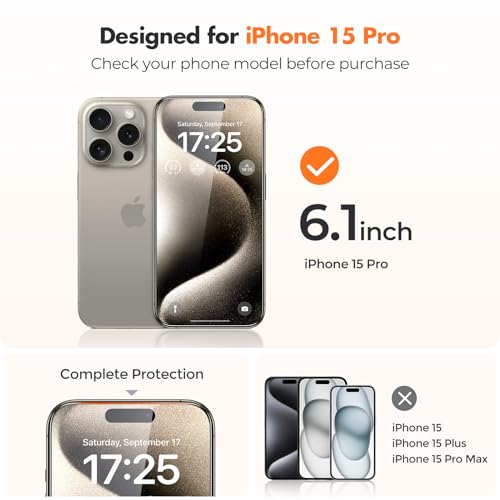 Designed for iPhone 15 Pro
Check your phone model before purchase
Saturday, September 17
17:25
6.1inch
iPhone 15 Pro
Complete Protection
Saturday, September 17
17:25
iPhone 15
iPhone 15 Plus
iPhone 15 Pro Max